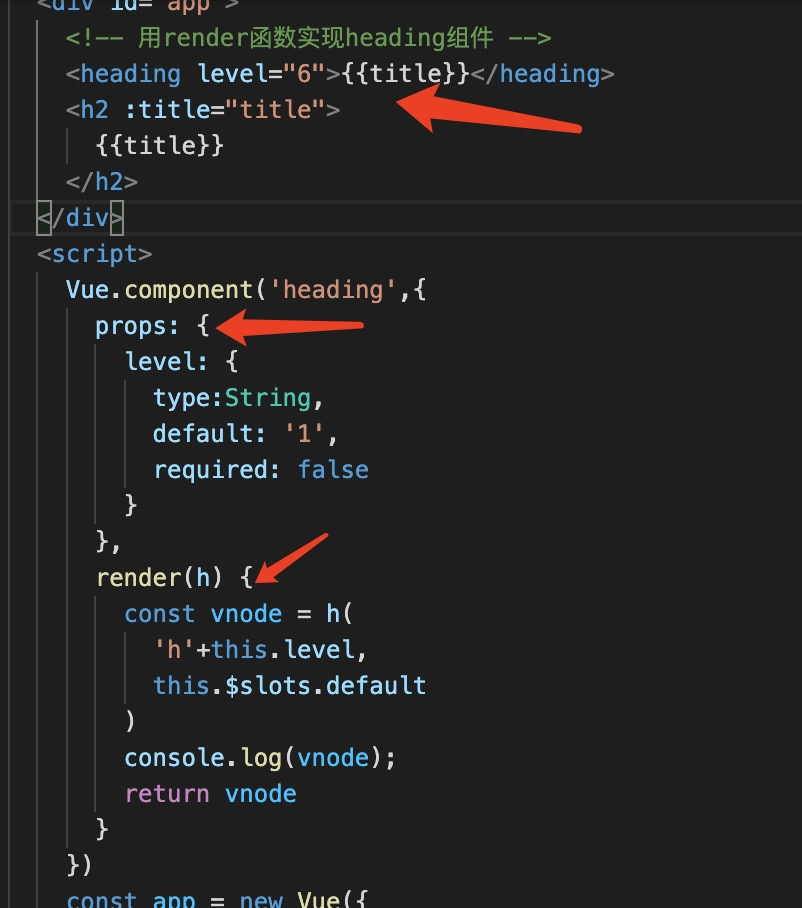 <div id="app">
<!-- 用render函数实现heading组件 -->
<heading level="6">{{title}}</heading>
<h2 :title="title">
{{title}}
</h2>
</div>
<script>
Vue.component('heading',{
props: {
level: {
type:String,
default: '1',
required: false
}
},
render(h) {
const vnode = h(
'h'+this.level,
this.$slots.default
)
console.log(vnode);
return vnode
}
})
const app = new Vue({